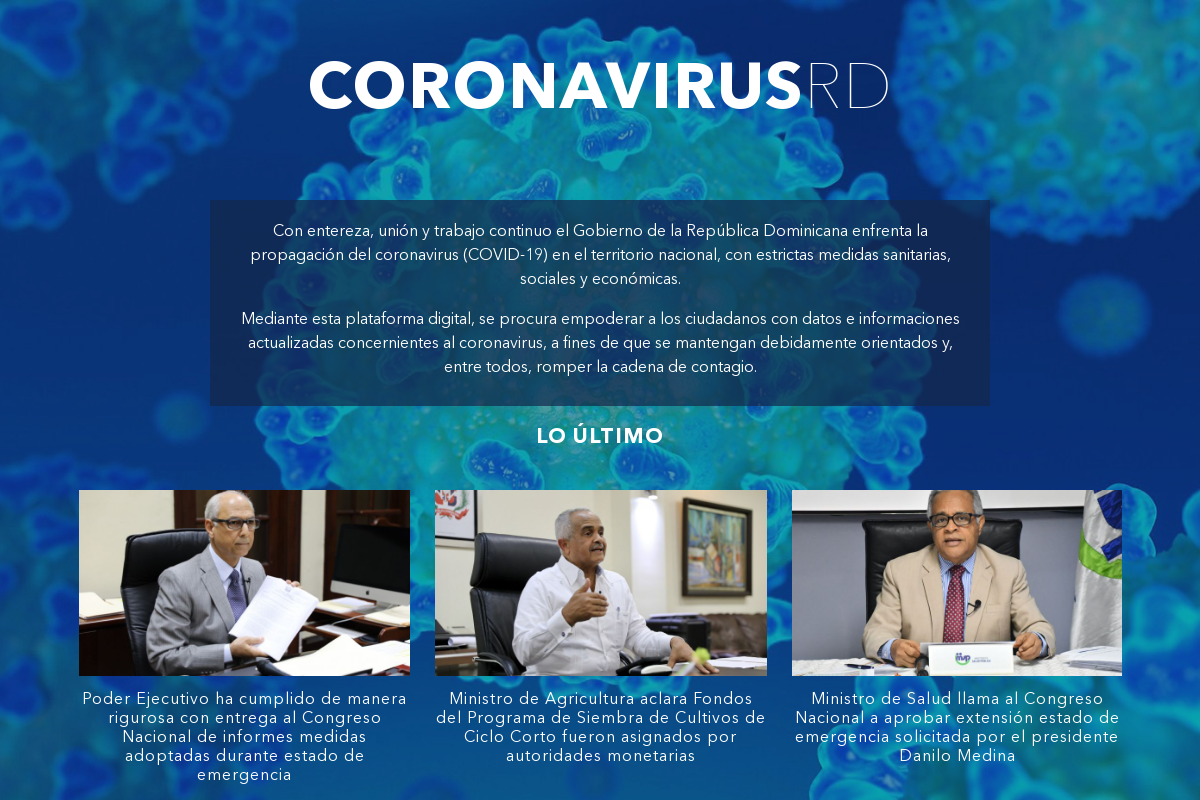 CORONAVIRUSRD
Con entereza, unión y trabajo continuo el Gobierno de la República Dominicana enfrenta la
propagación del coronavirus (COVID-19) en el territorio nacional, con estrictas medidas sanitarias,
sociales y económicas.
Mediante esta plataforma digital, se procura empoderar a los ciudadanos con datos e informaciones
actualizadas concernientes al coronavirus, a fines de que se mantengan debidamente orientados y,
entre todos, romper la cadena de contagio.
LO ÚLTIMO
Poder Ejecutivo ha cumplido de manera
rigurosa con entrega al Congreso
Nacional de informes medidas
adoptadas durante estado de
emergencia
Ministro de Agricultura aclara Fondos
del Programa de Siembra de Cultivos de
Ciclo Corto fueron asignados por
autoridades monetarias
Ministro de Salud llama al Congreso
Nacional a aprobar extensión estado de
emergencia solicitada por el presidente
Danilo Medina